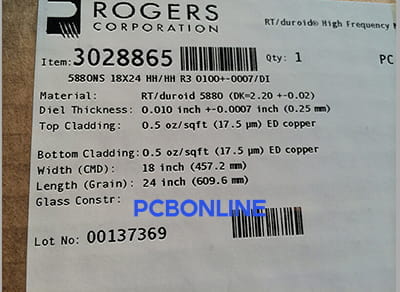 ROGERS
CORPORATION
RT/duroid® High Frequency
Item: 3028865
Qty: 1
PC
5880NS 18X24 HH/HH R3 0100+-0007/DI
Material: RT/duroid 5880 (DK=2.20 +-0.02)
Diel Thickness: 0.010 inch +-0.0007 inch (0.25 mm)
Top Cladding: 0.5 oz/sqft (17.5 µm) ED copper
Bottom Cladding: 0.5 oz/sqft (17.5 µm) ED copper
Width (CMD): 18 inch (457.2 mm)
Length (Grain): 24 inch (609.6 mm)
Glass Constr:
PCBONLINE
Lot No: 00137369